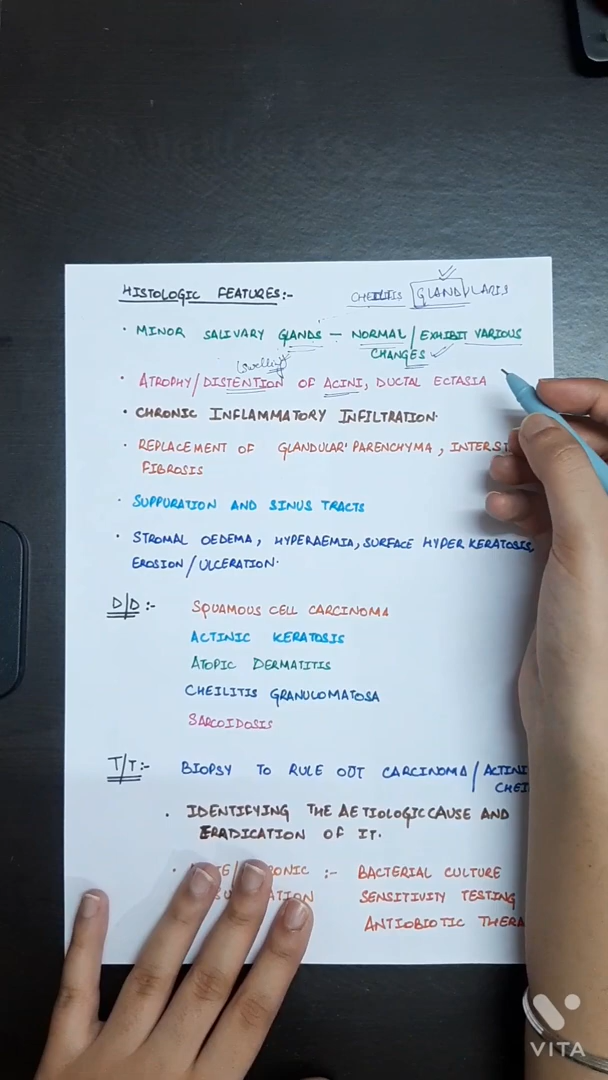 HISTOLOGIC FEATURES:- CHEILITIS GLANDULARIS
· MINOR SALIVARY GLANDS - NORMAL / EXHIBIT VARIOUS
CHANGES
(swelling)
· ATROPHY/DISTENTION OF ACINI, DUCTAL ECTASIA
· CHRONIC INFLAMMATORY INFILTRATION.
· REPLACEMENT OF GLANDULAR PARENCHYMA, INTERST
FIBROSIS
· SUPPURATION AND SINUS TRACTS
· STROMAL OEDEMA, HYPERAEMIA, SURFACE HYPERKERATOSIS,
EROSION/ULCERATION.
D/D:- SQUAMOUS CELL CARCINOMA
ACTINIC KERATOSIS
ATOPIC DERMATITIS
CHEILITIS GRANULOMATOSA
SARCOIDOSIS
T/T:- BIOPSY TO RULE OUT CARCINOMA / ACTINI
CHEI
· IDENTIFYING THE AETIOLOGIC CAUSE AND
ERADICATION OF IT.
:- BACTERIAL CULTURE
SENSITIVITY TESTING
ANTIOBIOTIC THERA
VITA